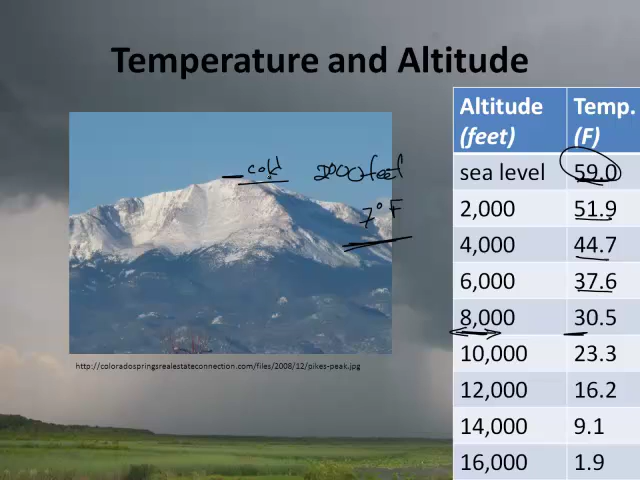 Temperature and Altitude
Altitude (feet) Temp. (F)
sea level 59.0
2,000 51.9
4,000 44.7
6,000 37.6
8,000 30.5
10,000 23.3
12,000 16.2
14,000 9.1
16,000 1.9
cold 2000 feet
7° F
http://coloradospringsrealestateconnection.com/files/2008/12/pikes-peak.jpg